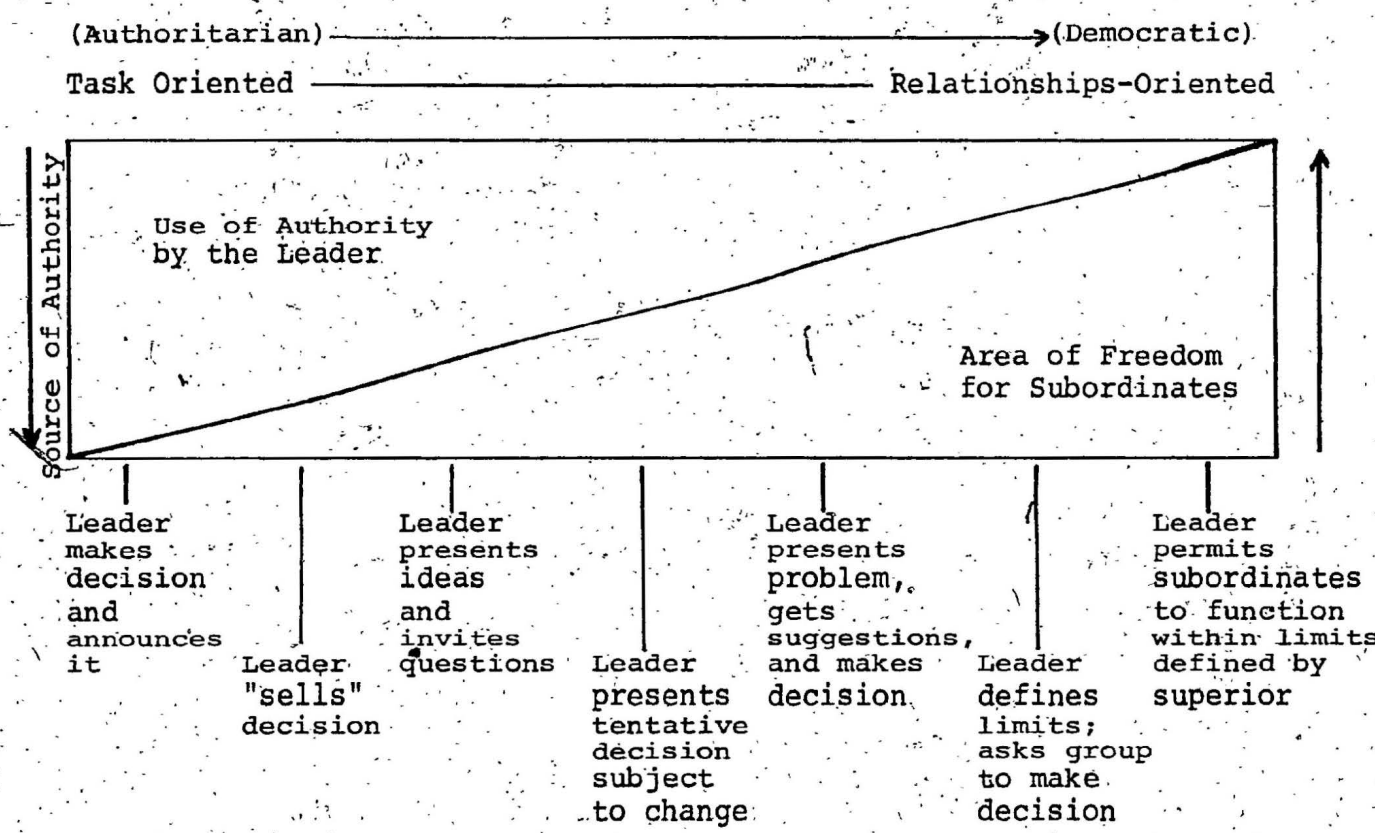 (Authoritarian) (Democratic)
Task Oriented Relationships-Oriented
Source of Authority
Use of Authority
by the Leader
Area of Freedom
for Subordinates
Leader
makes
decision
and
announces
it
Leader
"sells"
decision
Leader
presents
ideas
and
invites
questions
Leader
presents
tentative
decision
subject
to change
Leader
presents
problem,
gets
suggestions,
and makes
decision
Leader
defines
limits;
asks group
to make
decision
Leader
permits
subordinates
to function
within limits
defined by
superior